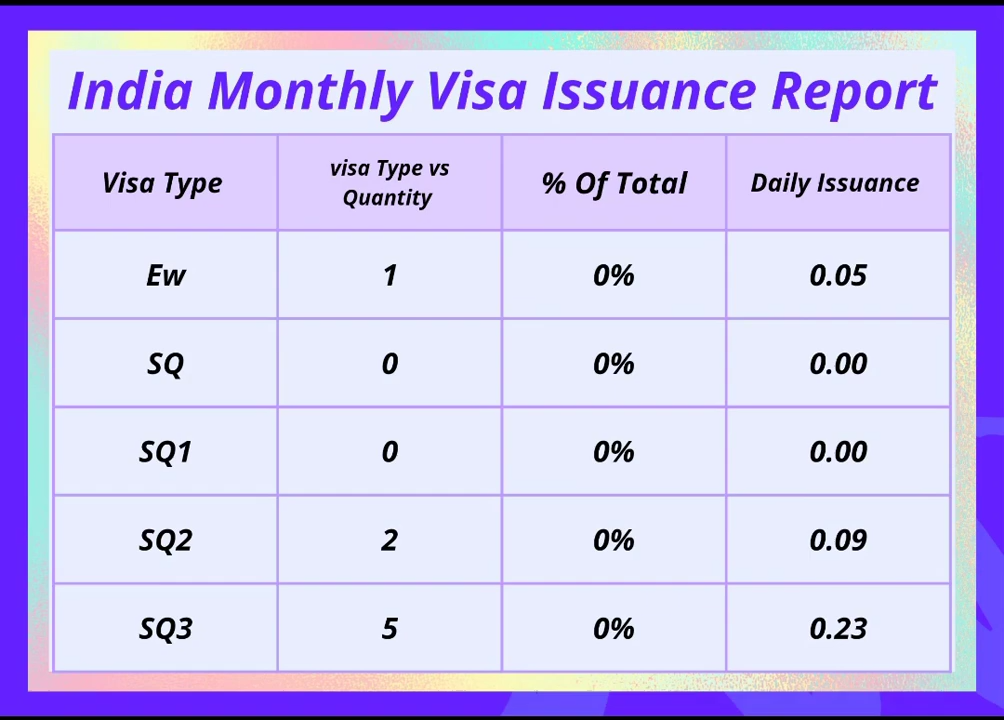 India Monthly Visa Issuance Report
Visa Type visa Type vs Quantity % Of Total Daily Issuance
Ew 1 0% 0.05
SQ 0 0% 0.00
SQ1 0 0% 0.00
SQ2 2 0% 0.09
SQ3 5 0% 0.23